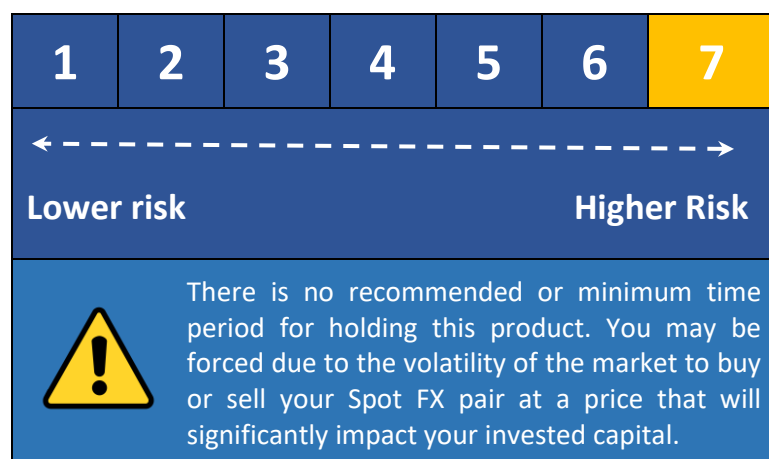 1 2 3 4 5 6 7
Lower risk Higher Risk
There is no recommended or minimum time
period for holding this product. You may be
forced due to the volatility of the market to buy
or sell your Spot FX pair at a price that will
significantly impact your invested capital.